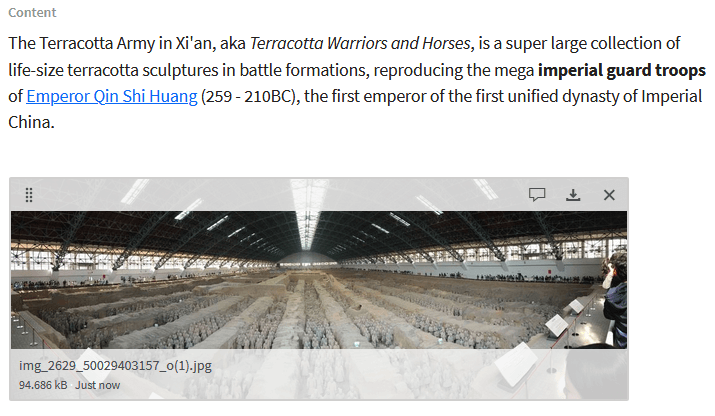 Content
The Terracotta Army in Xi'an, aka Terracotta Warriors and Horses, is a super large collection of
life-size terracotta sculptures in battle formations, reproducing the mega imperial guard troops
of Emperor Qin Shi Huang (259 - 210BC), the first emperor of the first unified dynasty of Imperial
China.
img_2629_50029403157_o(1).jpg
94.686 kB · Just now